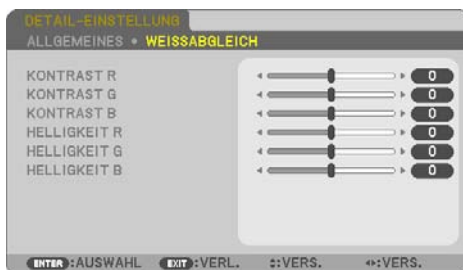 DETAIL-EINSTELLUNG
ALLGEMEINES • WEISSABGLEICH
KONTRAST R 0
KONTRAST G 0
KONTRAST B 0
HELLIGKEIT R 0
HELLIGKEIT G 0
HELLIGKEIT B 0
ENTER :AUSWAHL EXIT :VERL. :VERS. :VERS.